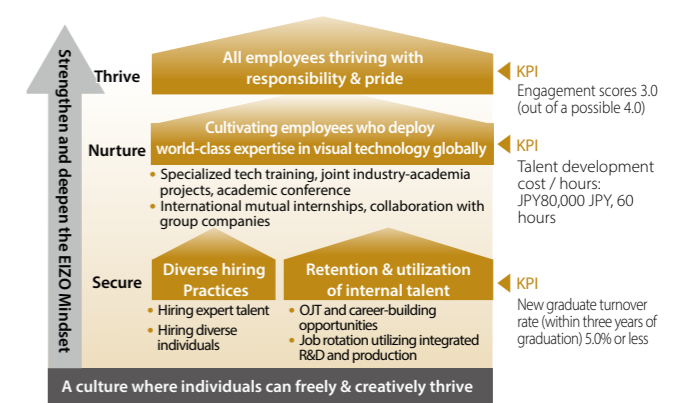 Strengthen and deepen the EIZO Mindset
Thrive
All employees thriving with
responsibility & pride
KPI
Engagement scores 3.0
(out of a possible 4.0)
Nurture
Cultivating employees who deploy
world-class expertise in visual technology globally
• Specialized tech training, joint industry-academia
projects, academic conference
• International mutual internships, collaboration with
group companies
KPI
Talent development
cost / hours:
JPY80,000 JPY, 60
hours
Secure
Diverse hiring
Practices
• Hiring expert talent
• Hiring diverse
individuals
Retention & utilization
of internal talent
• OJT and career-building
opportunities
• Job rotation utilizing integrated
R&D and production
KPI
New graduate turnover
rate (within three years of
graduation) 5.0% or less
A culture where individuals can freely & creatively thrive